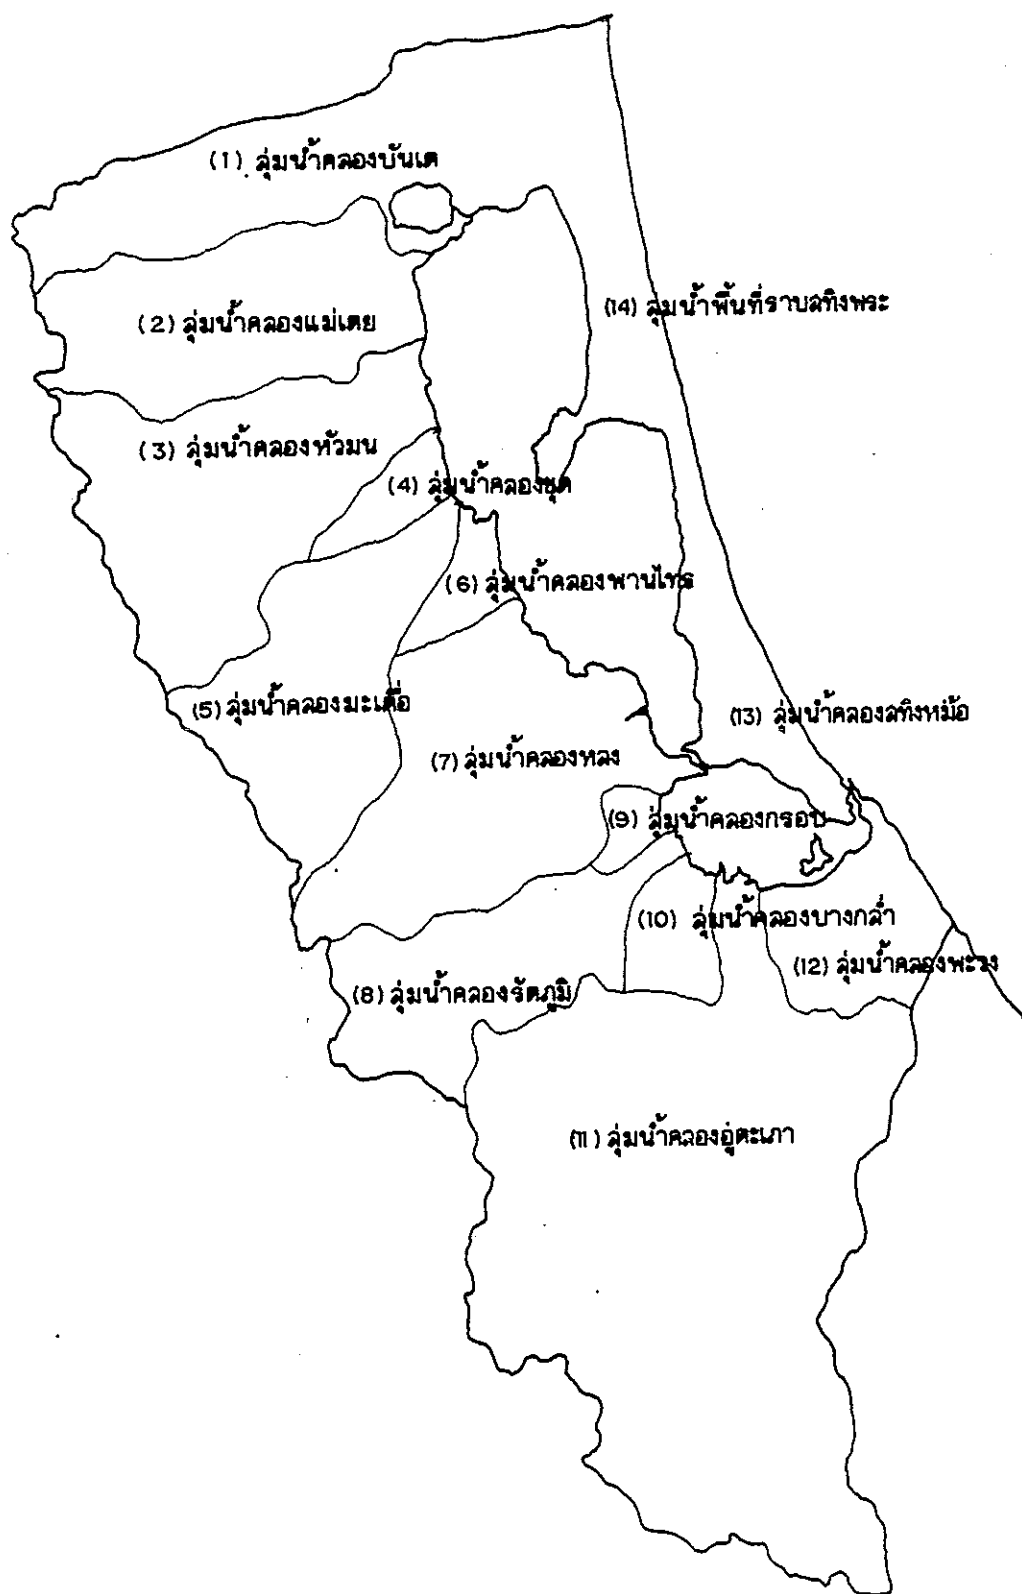 (1) ลุ่มน้ำคลองบันเต
(2) ลุ่มน้ำคลองแม่เตย
(14) ลุ่มน้ำพื้นที่ราบสทิงพระ
(3) ลุ่มน้ำคลองหัวมน
(4) ลุ่มน้ำคลองขุด
(6) ลุ่มน้ำคลองพานไทร
(5) ลุ่มน้ำคลองมะเดื่อ
(13) ลุ่มน้ำคลองสทิงหม้อ
(7) ลุ่มน้ำคลองหลง
(9) ลุ่มน้ำคลองกรอบ
(10) ลุ่มน้ำคลองบางกล่ำ
(12) ลุ่มน้ำคลองพะวง
(8) ลุ่มน้ำคลองรัตภูมิ
(11) ลุ่มน้ำคลองอู่ตะเภา